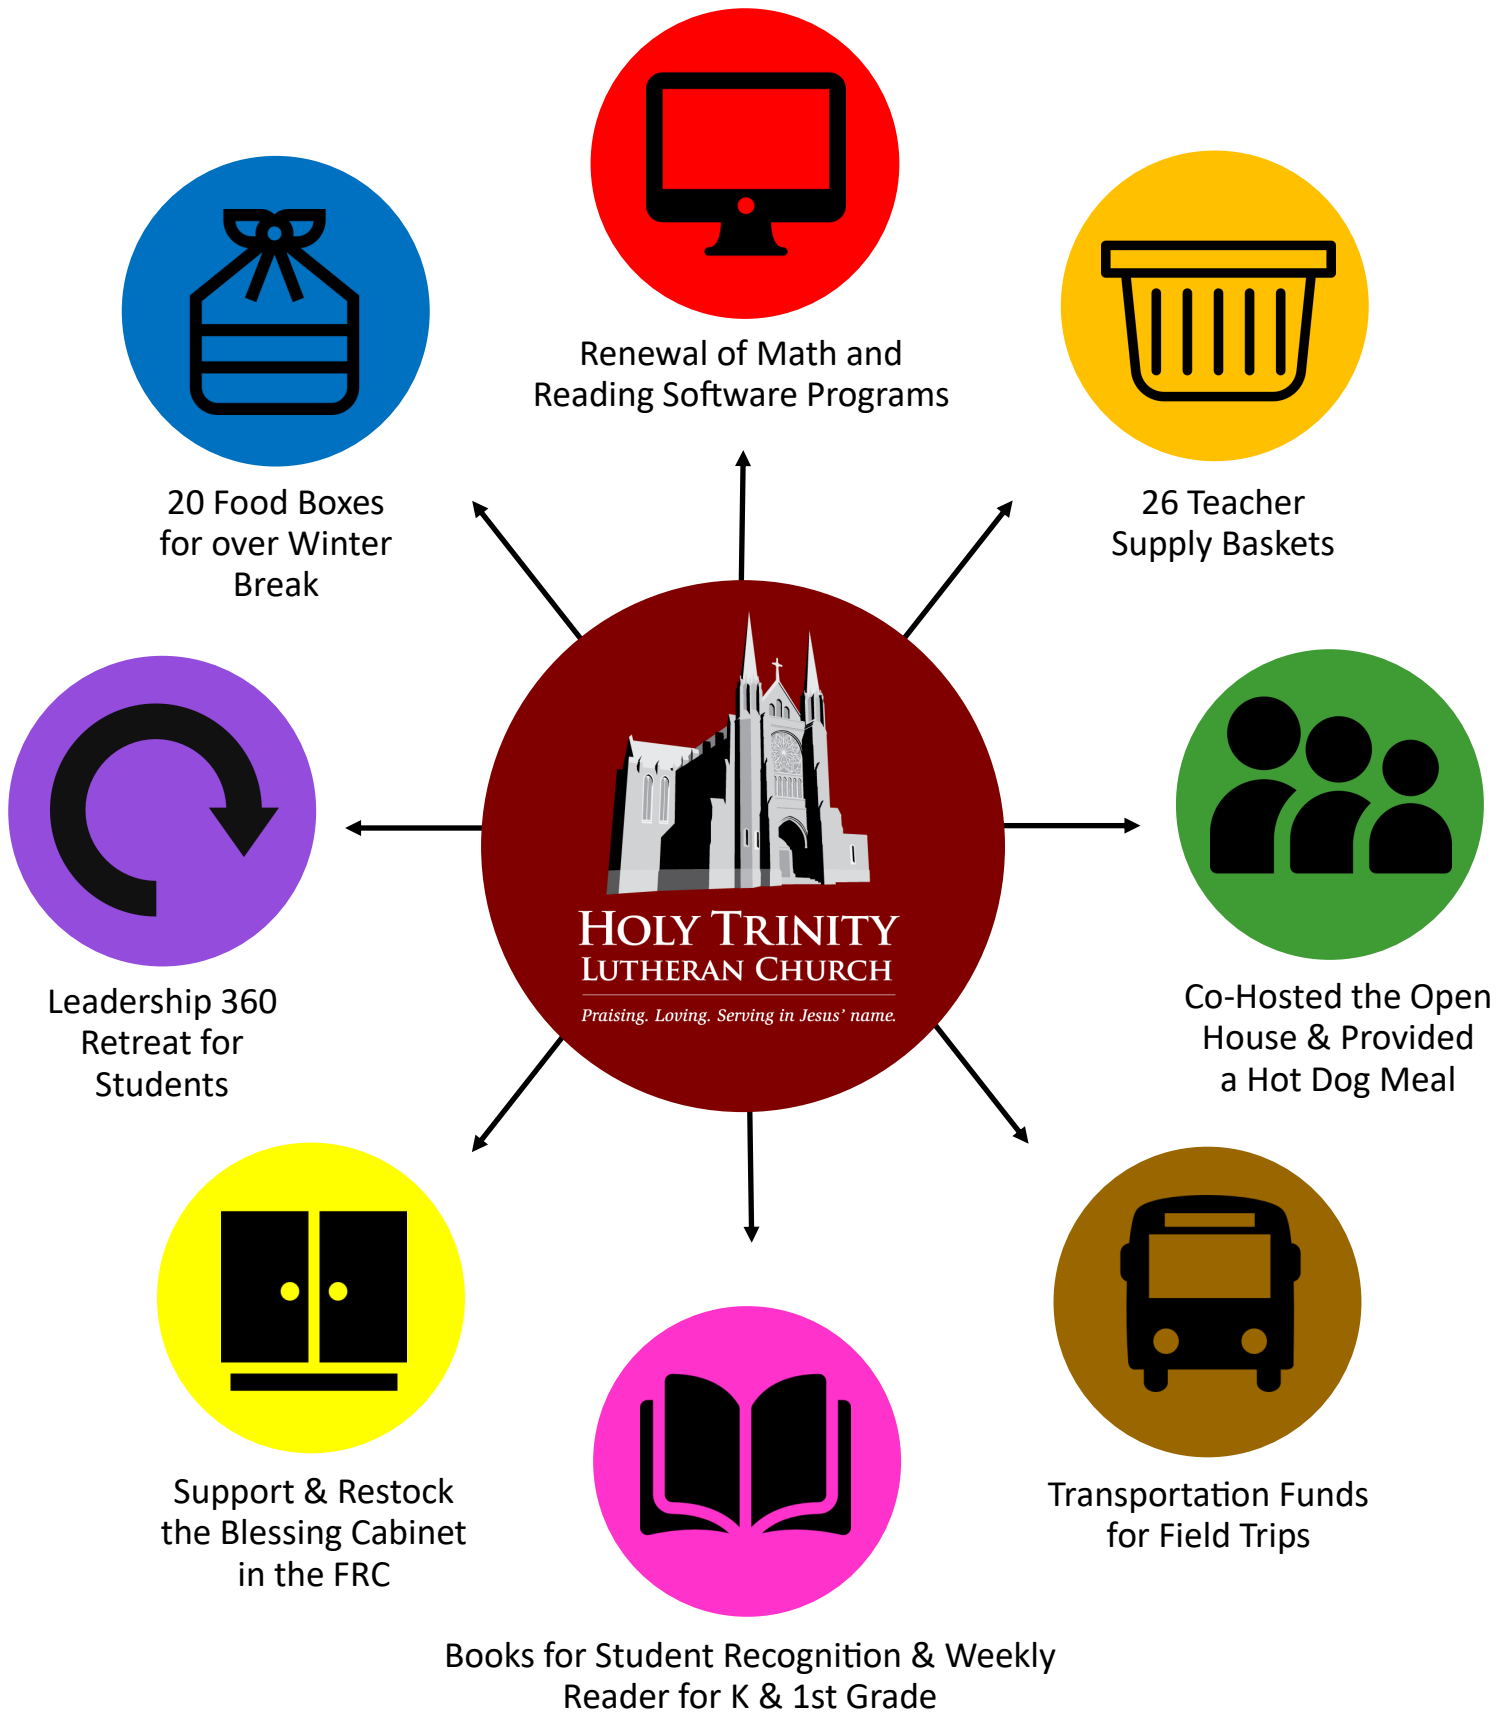 Renewal of Math and
Reading Software Programs
20 Food Boxes
for over Winter
Break
26 Teacher
Supply Baskets
HOLY TRINITY
LUTHERAN CHURCH
Praising. Loving. Serving in Jesus' name.
Leadership 360
Retreat for
Students
Co-Hosted the Open
House & Provided
a Hot Dog Meal
Support & Restock
the Blessing Cabinet
in the FRC
Transportation Funds
for Field Trips
Books for Student Recognition & Weekly
Reader for K & 1st Grade